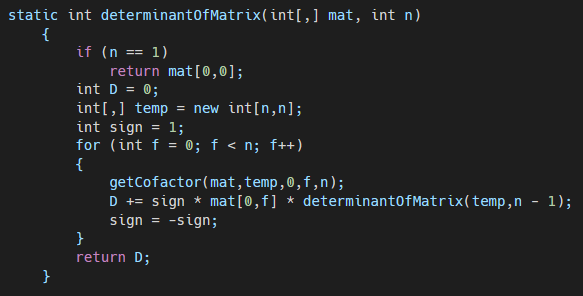 static int determinantOfMatrix(int[,] mat, int n)
    {
        if (n == 1)
            return mat[0,0];
        int D = 0;
        int[,] temp = new int[n,n];
        int sign = 1;
        for (int f = 0; f < n; f++)
        {
            getCofactor(mat,temp,0,f,n);
            D += sign * mat[0,f] * determinantOfMatrix(temp,n - 1);
            sign = -sign;
        }
        return D;
    }